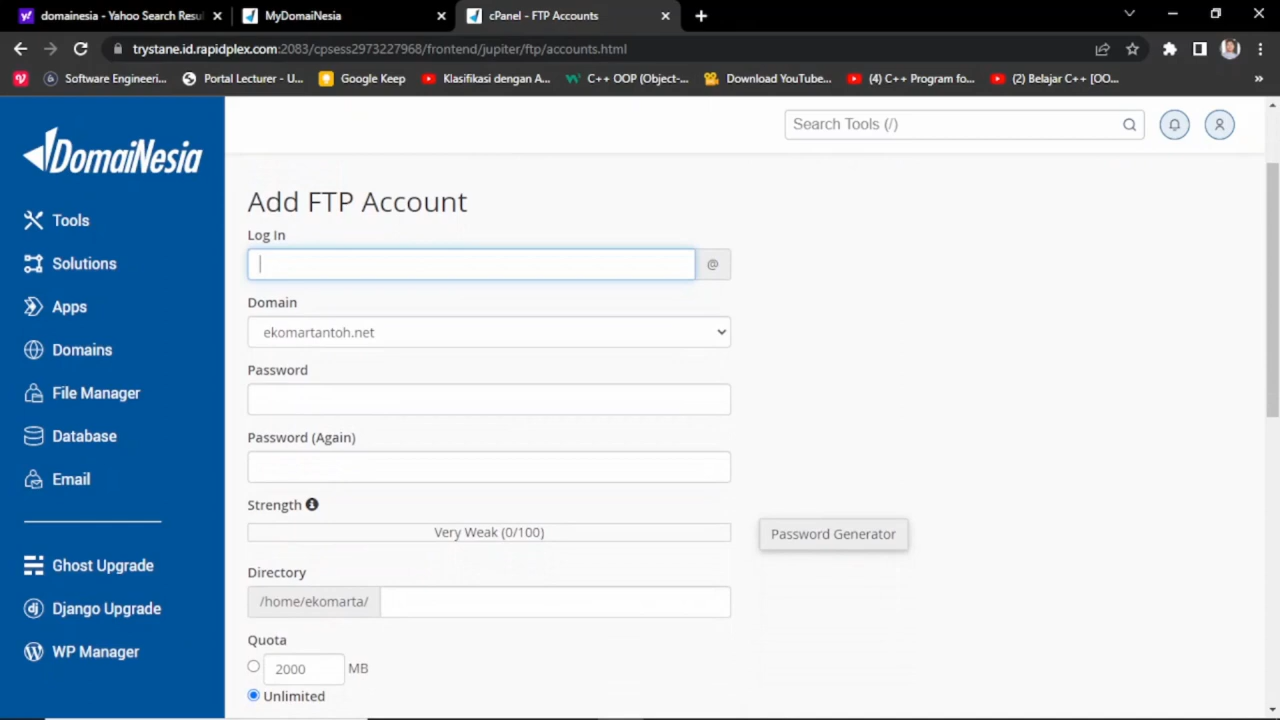 domainesia - Yahoo Search Resul
MyDomaiNesia
cPanel - FTP Accounts
trystane.id.rapidplex.com:2083/cpsess2973227968/frontend/jupiter/ftp/accounts.html
Software Engineeri...
Portal Lecturer - U...
Google Keep
Klasifikasi dengan A...
C++ OOP (Object-...
Download YouTube...
(4) C++ Program fo...
(2) Belajar C++ [OO...
»
DomaiNesia
Search Tools (/)
Tools
Solutions
Apps
Domains
File Manager
Database
Email
Ghost Upgrade
Django Upgrade
WP Manager
Add FTP Account
Log In
@
Domain
ekomartantoh.net
Password
Password (Again)
Strength
Very Weak (0/100)
Password Generator
Directory
/home/ekomarta/
Quota
2000 MB
Unlimited